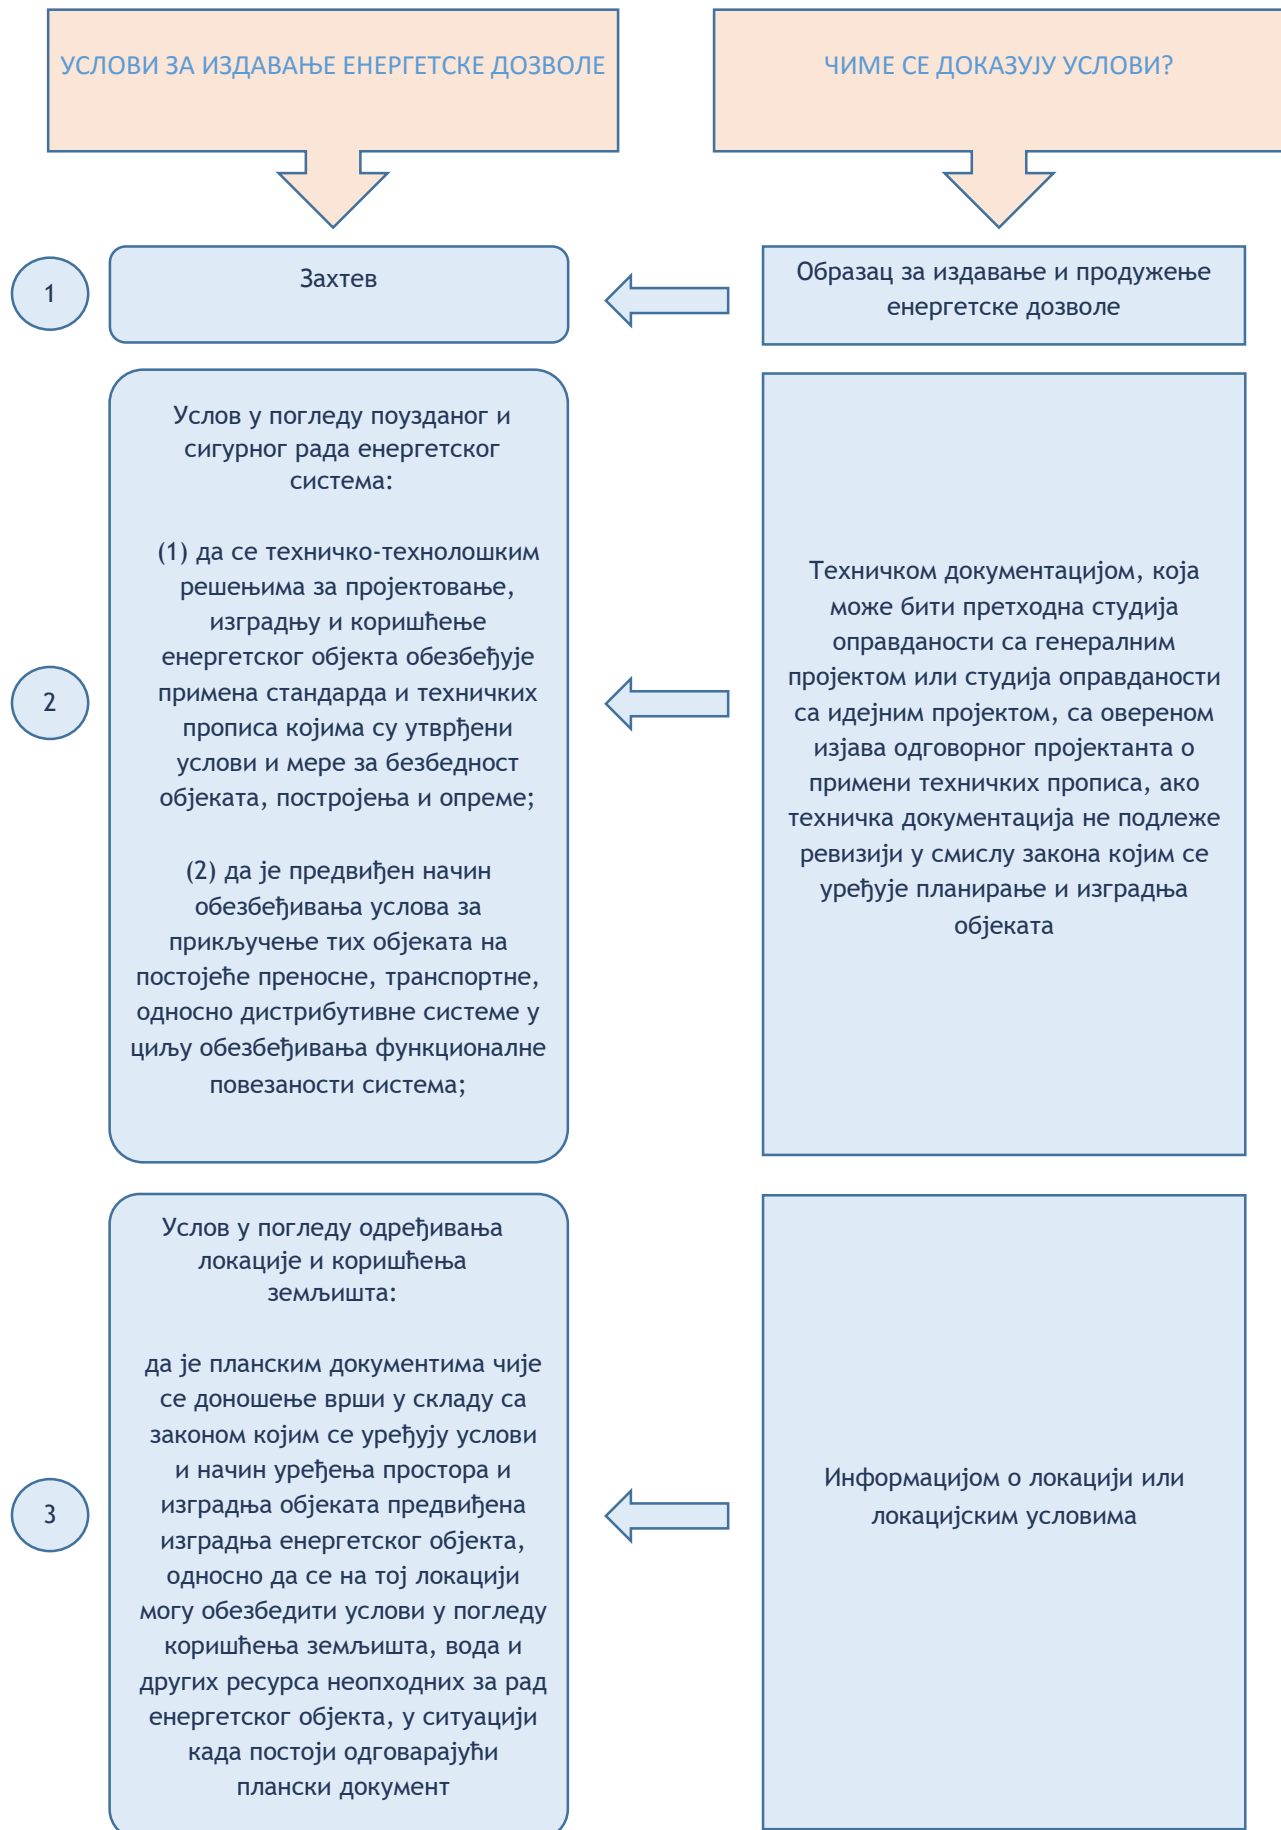 УСЛОВИ ЗА ИЗДАВАЊЕ ЕНЕРГЕТСКЕ ДОЗВОЛЕ
ЧИМЕ СЕ ДОКАЗУЈУ УСЛОВИ?
1
Захтев
Образац за издавање и продужење
енергетске дозволе
2
Услов у погледу поузданог и
сигурног рада енергетског
система:
(1) да се техничко-технолошким
решењима за пројектовање,
изградњу и коришћење
енергетског објекта обезбеђује
примена стандарда и техничких
прописа којима су утврђени
услови и мере за безбедност
објеката, постројења и опреме;
(2) да је предвиђен начин
обезбеђивања услова за
прикључење тих објеката на
постојеће преносне, транспортне,
односно дистрибутивне системе у
циљу обезбеђивања функционалне
повезаности система;
Техничком документацијом, која
може бити претходна студија
оправданости са генералним
пројектом или студија оправданости
са идејним пројектом, са овереном
изјава одговорног пројектанта о
примени техничких прописа, ако
техничка документација не подлеже
ревизији у смислу закона којим се
уређује планирање и изградња
објеката
3
Услов у погледу одређивања
локације и коришћења
земљишта:
да је планским документима чије
се доношење врши у складу са
законом којим се уређују услови
и начин уређења простора и
изградња објеката предвиђена
изградња енергетског објекта,
односно да се на тој локацији
могу обезбедити услови у погледу
коришћења земљишта, вода и
других ресурса неопходних за рад
енергетског објекта, у ситуацији
када постоји одговарајући
плански документ
Информацијом о локацији или
локацијским условима